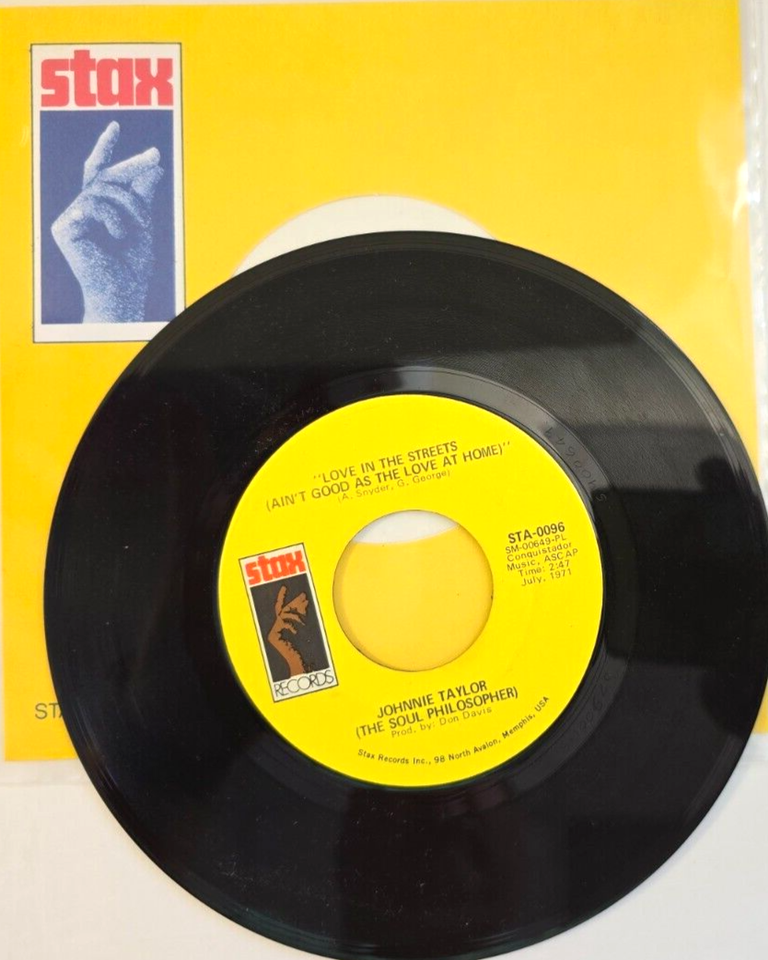 stax
"LOVE IN THE STREETS
(AIN'T GOOD AS THE LOVE AT HOME)"
(A. Snyder, G. George)
stax
RECORDS
STA-0096
SM-00649-PL
Conquistador
Music, ASCAP
Time: 2:47
July, 1971
JOHNNIE TAYLOR
(THE SOUL PHILOSOPHER)
Prod. by: Don Davis
Stax Records Inc., 98 North Avalon, Memphis, USA